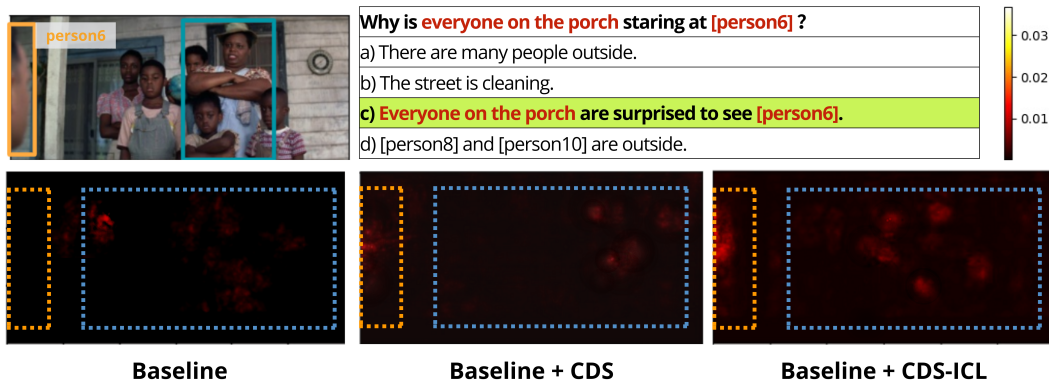 person6
Why is everyone on the porch staring at [person6] ?
a) There are many people outside.
b) The street is cleaning.
c) Everyone on the porch are surprised to see [person6].
d) [person8] and [person10] are outside.
0.03
0.02
0.01
Baseline
Baseline + CDS
Baseline + CDS-ICL